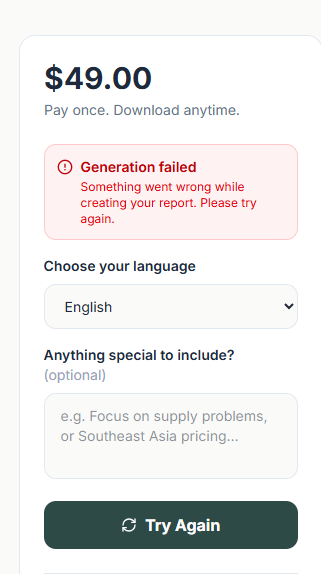 $49.00
Pay once. Download anytime.
Generation failed
Something went wrong while
creating your report. Please try
again.
Choose your language
English
Anything special to include?
(optional)
e.g. Focus on supply problems,
or Southeast Asia pricing...
Try Again